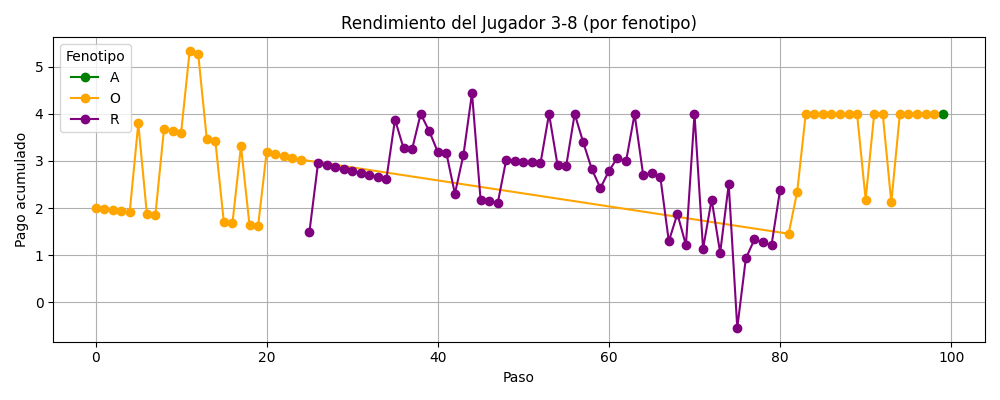 Rendimiento del Jugador 3-8 (por fenotipo)
Fenotipo
A
O
R
Pago acumulado
5
4
3
2
1
0
0 20 40 60 80 100
Paso